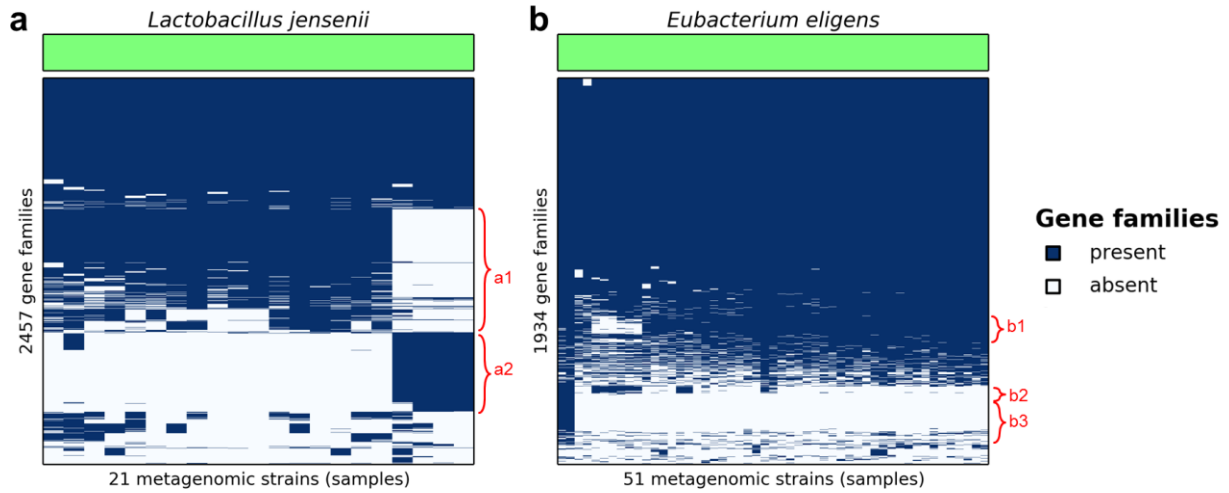 a
Lactobacillus jensenii
2457 gene families
a1
a2
21 metagenomic strains (samples)
b
Eubacterium eligens
1934 gene families
b1
b2
b3
51 metagenomic strains (samples)
Gene families
present
absent